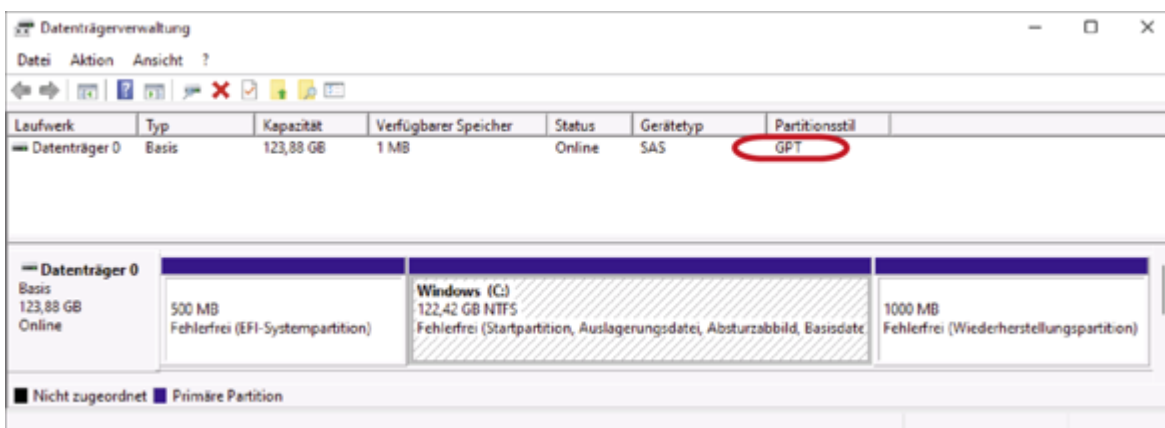 Datenträgerverwaltung
Datei Aktion Ansicht ?
Laufwerk Typ Kapazität Verfügbarer Speicher Status Gerätetyp Partitionsstil
Datenträger 0 Basis 123,88 GB 1 MB Online SAS GPT
Datenträger 0
Basis
123,88 GB
Online
500 MB
Fehlerfrei (EFI-Systempartition)
Windows (C:)
122,42 GB NTFS
Fehlerfrei (Startpartition, Auslagerungsdatei, Absturzabbild, Basisdate
1000 MB
Fehlerfrei (Wiederherstellungspartition)
Nicht zugeordnet Primäre Partition